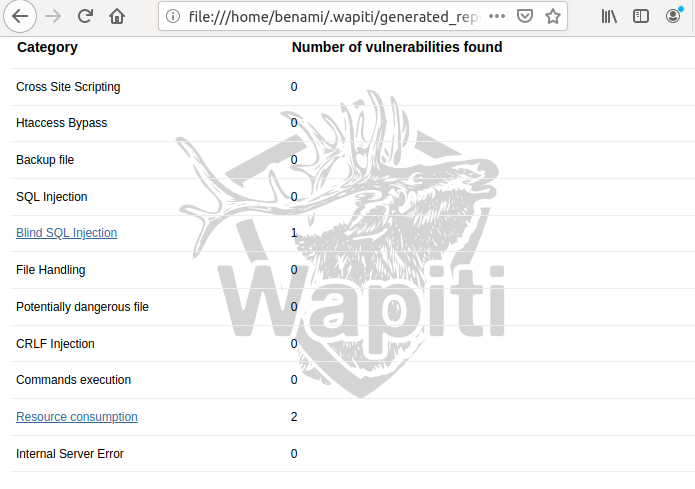 file:///home/benami/.wapiti/generated_rep
Category Number of vulnerabilities found
Cross Site Scripting 0
Htaccess Bypass 0
Backup file 0
SQL Injection 0
Blind SQL Injection 1
File Handling 0
Potentially dangerous file 0
CRLF Injection 0
Commands execution 0
Resource consumption 2
Internal Server Error 0
Wapiti